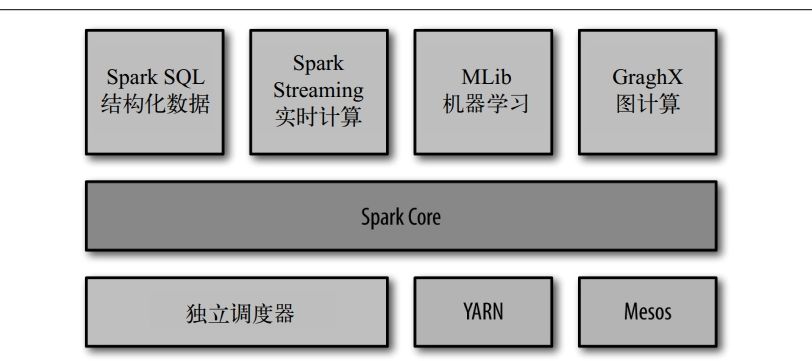 Spark SQL
结构化数据
Spark
Streaming
实时计算
MLib
机器学习
GraghX
图计算
Spark Core
独立调度器
YARN
Mesos